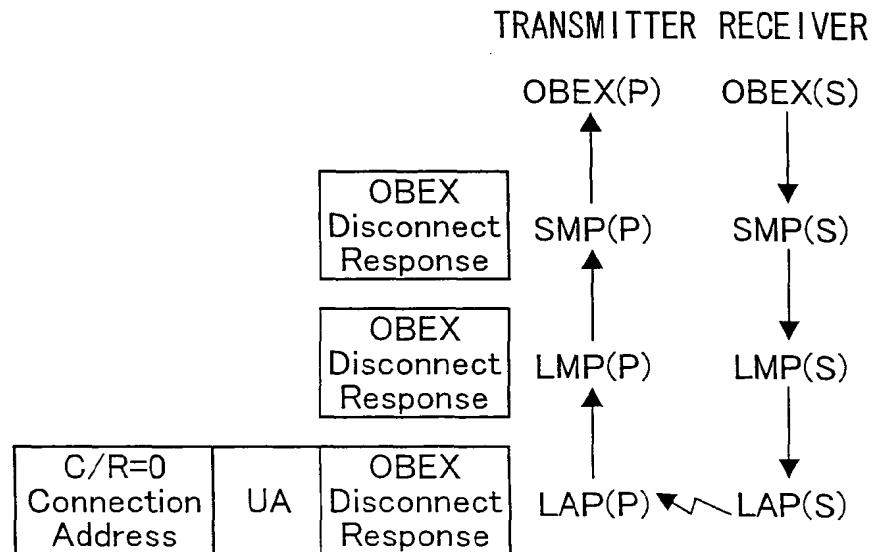 TRANSMITTER RECEIVER
OBEX(P) OBEX(S)
OBEX
Disconnect
Response
SMP(P) SMP(S)
OBEX
Disconnect
Response
LMP(P) LMP(S)
C/R=0
Connection
Address
UA
OBEX
Disconnect
Response
LAP(P) LAP(S)